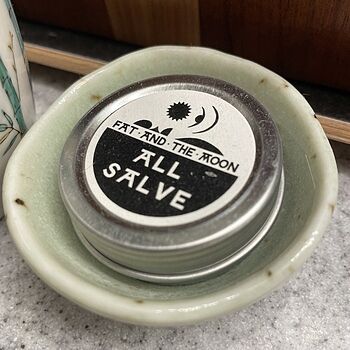 FAT · AND · THE · MOON
ALL
SALVE